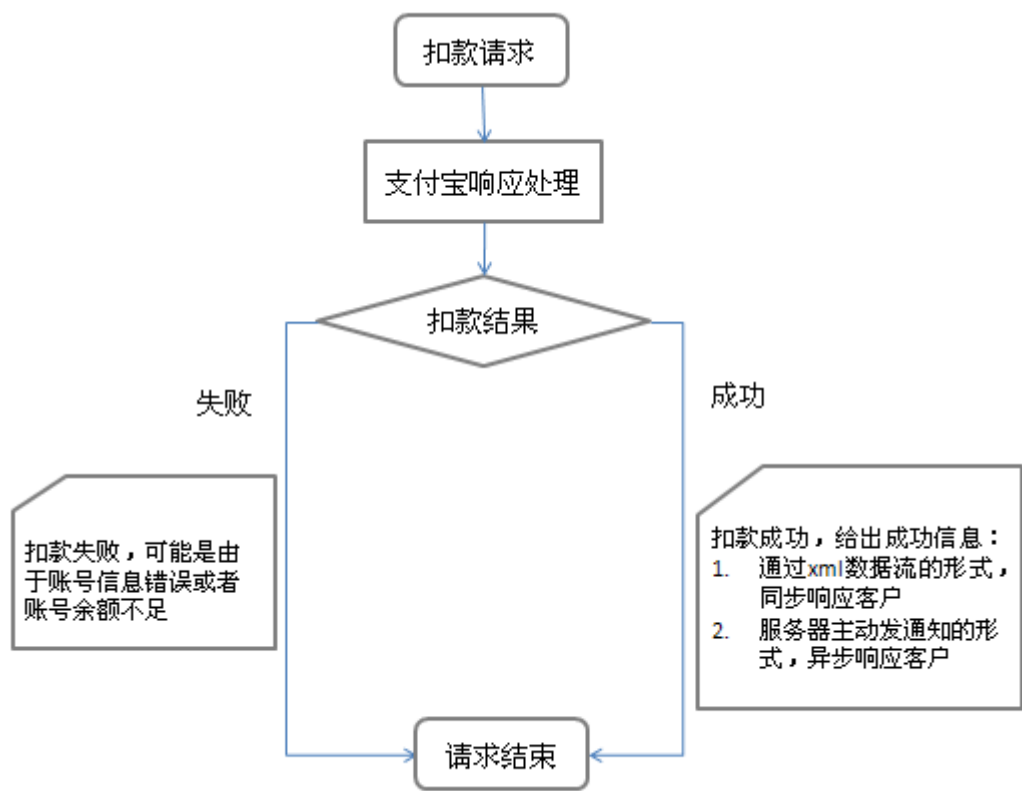 扣款请求
支付宝响应处理
扣款结果
失败
成功
扣款失败，可能是由
于账号信息错误或者
账号余额不足
扣款成功，给出成功信息：
1. 通过xml数据流的形式，
同步响应客户
2. 服务器主动发通知的形
式，异步响应客户
请求结束